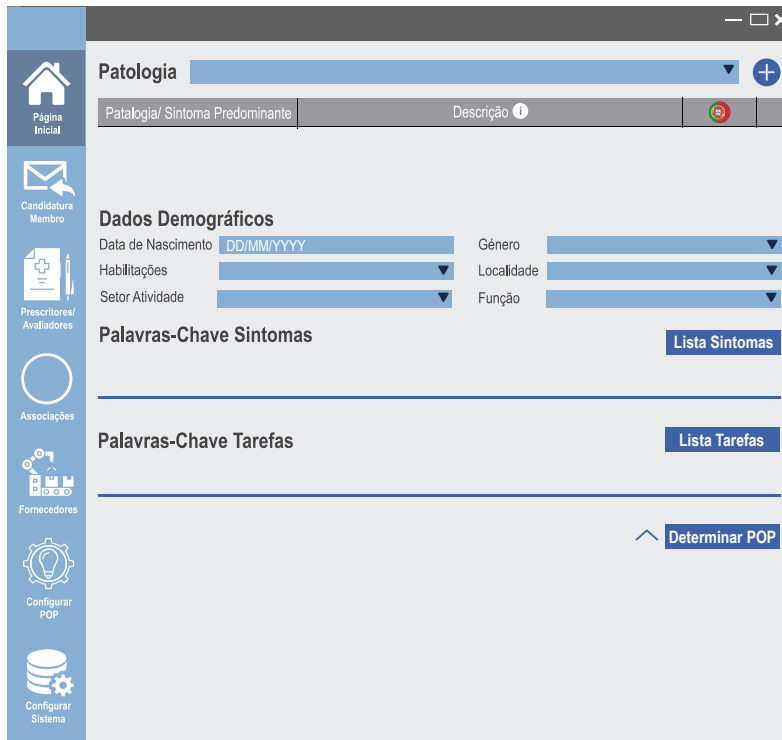 Página
Inicial
Candidatura
Membro
Prescritores/
Avaliadores
Associações
Fornecedores
Configurar
POP
Configurar
Sistema
Patologia
Patalogia/ Sintoma Predominante
Descrição i
Dados Demográficos
Data de Nascimento DD/MM/YYYY Género
Habilitações Localidade
Setor Atividade Função
Palavras-Chave Sintomas
Lista Sintomas
Palavras-Chave Tarefas
Lista Tarefas
Determinar POP